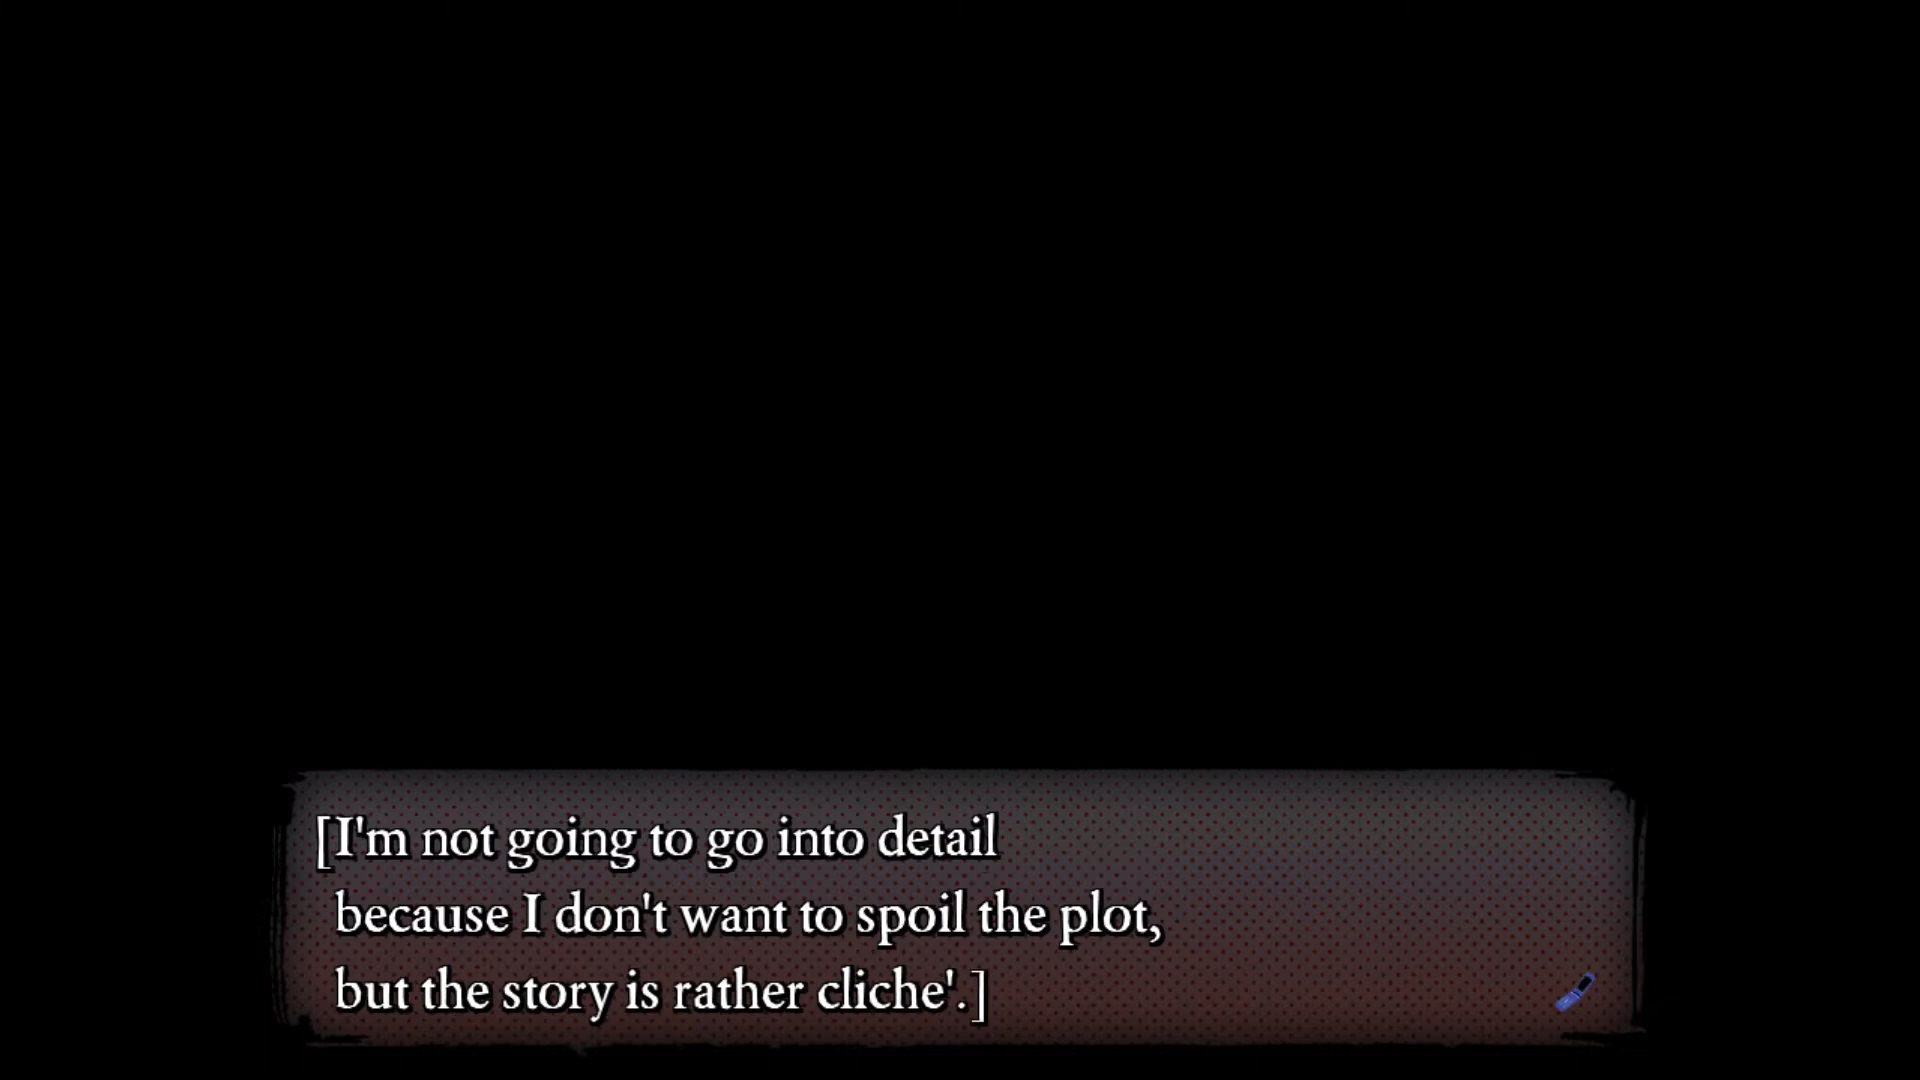 [I'm not going to go into detail
because I don't want to spoil the plot,
but the story is rather cliche'.]